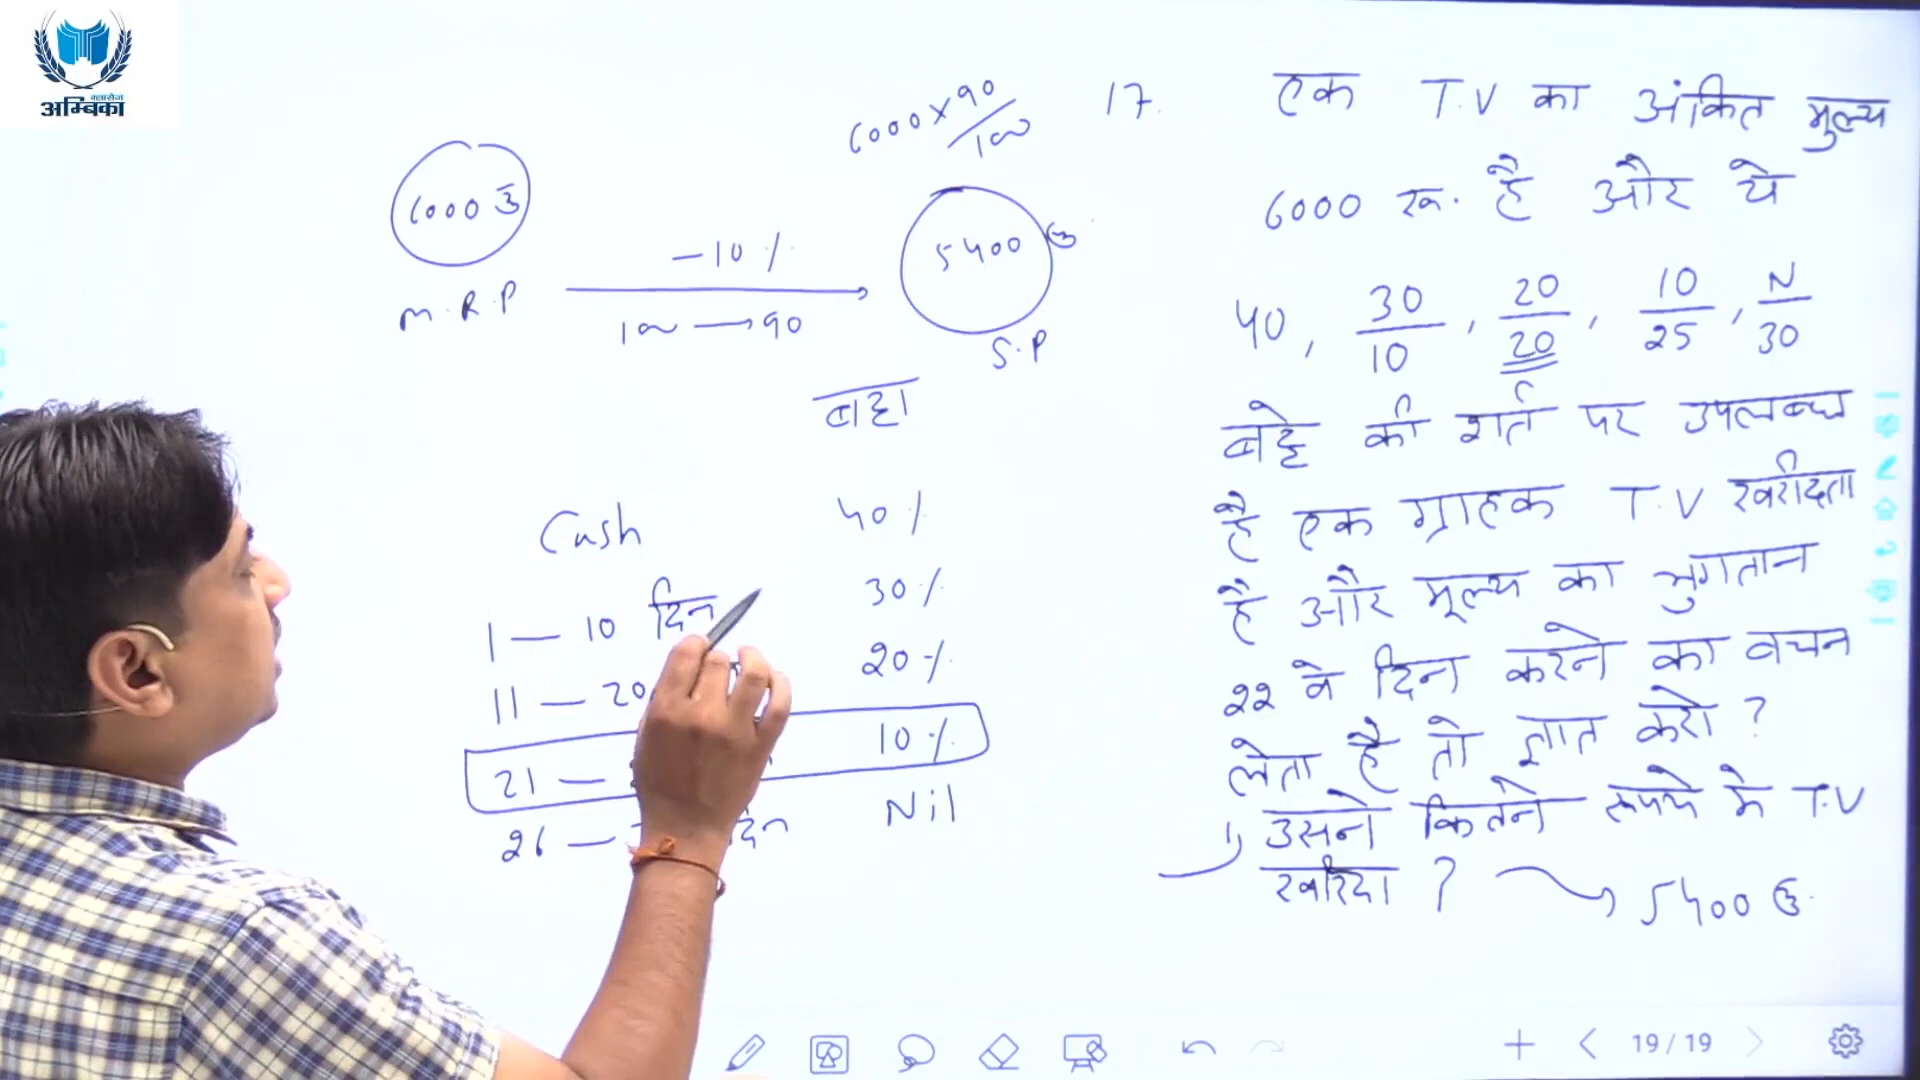 क्लासेज
अम्बिका
6000 × 90/100
6000 रु
M.R.P
-10%
100 → 90
5400 रु
S.P
बट्टा
Cash 40%
1 — 10 दिन 30%
11 — 20 20%
21 — 10%
26 — दिन Nil
17. एक T.V का अंकित मुल्य
6000 रू. है और ये
40, 30/10, 20/20, 10/25, N/30
बट्टे की शर्त पर उपलब्ध
है एक ग्राहक T.V खरीदता
है और मूल्य का भुगतान
22 वे दिन करने का वचन
लेता है तो ज्ञात करो ?
1) उसने कितने रूपये मे T.V
खरिदा ? → 5400 रु.
19/19